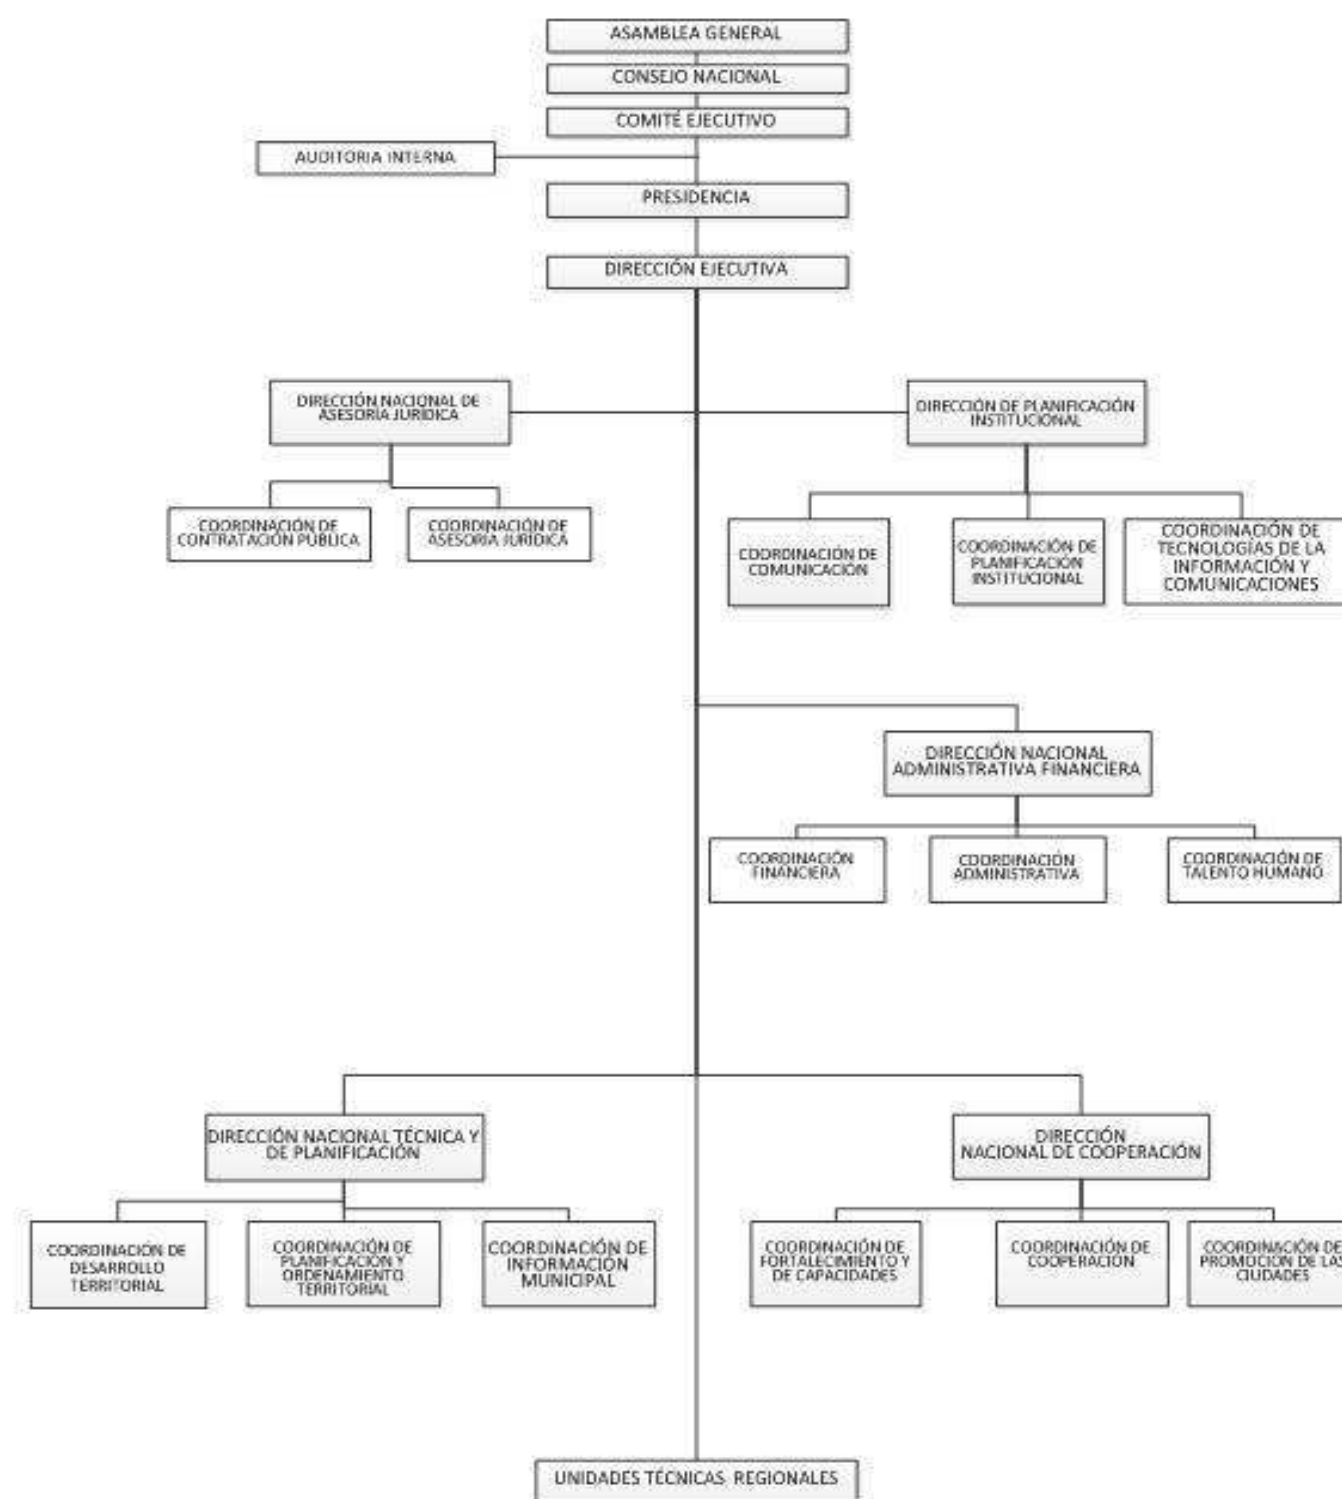 ASAMBLEA GENERAL
CONSEJO NACIONAL
COMITÉ EJECUTIVO
AUDITORIA INTERNA
PRESIDENCIA
DIRECCIÓN EJECUTIVA
DIRECCIÓN NACIONAL DE
ASESORÍA JURÍDICA
DIRECCIÓN DE PLANIFICACIÓN
INSTITUCIONAL
COORDINACIÓN DE
CONTRATACIÓN PÚBLICA
COORDINACIÓN DE
ASESORÍA JURÍDICA
COORDINACIÓN DE
COMUNICACIÓN
COORDINACIÓN DE
PLANIFICACIÓN
INSTITUCIONAL
COORDINACIÓN DE
TECNOLOGÍAS DE LA
INFORMACIÓN Y
COMUNICACIONES
DIRECCIÓN NACIONAL
ADMINISTRATIVA FINANCIERA
COORDINACIÓN
FINANCIERA
COORDINACIÓN
ADMINISTRATIVA
COORDINACIÓN DE
TALENTO HUMANO
DIRECCIÓN NACIONAL TÉCNICA Y
DE PLANIFICACIÓN
DIRECCIÓN
NACIONAL DE COOPERACIÓN
COORDINACIÓN DE
DESARROLLO
TERRITORIAL
COORDINACIÓN DE
PLANIFICACIÓN Y
ORDENAMIENTO
TERRITORIAL
COORDINACIÓN DE
INFORMACIÓN
MUNICIPAL
COORDINACIÓN DE
FORTALECIMIENTO Y
DE CAPACIDADES
COORDINACIÓN DE
COOPERACIÓN
COORDINACIÓN DE
PROMOCIÓN DE LAS
CIUDADES
UNIDADES TÉCNICAS REGIONALES